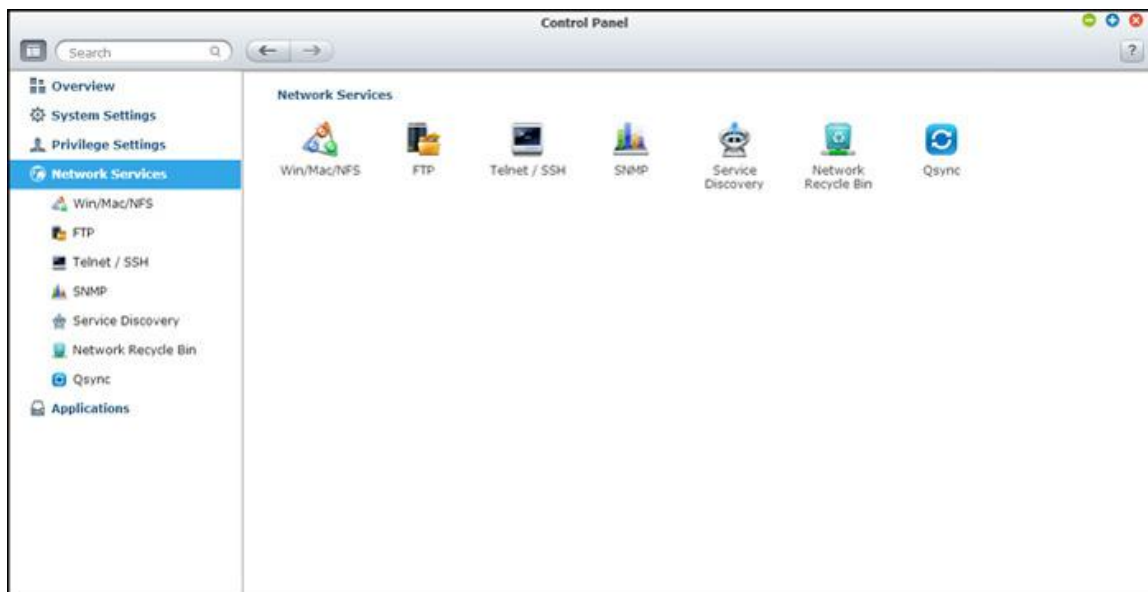 Control Panel
Search
?
Overview
System Settings
Privilege Settings
Network Services
Win/Mac/NFS
FTP
Telnet / SSH
SNMP
Service Discovery
Network Recycle Bin
Qsync
Applications
Network Services
Win/Mac/NFS
FTP
Telnet / SSH
SNMP
Service
Discovery
Network
Recycle Bin
Qsync